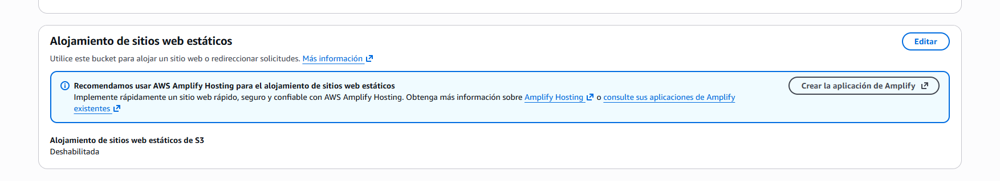 Alojamiento de sitios web estáticos
Editar
Utilice este bucket para alojar un sitio web o redireccionar solicitudes. Más información
Recomendamos usar AWS Amplify Hosting para el alojamiento de sitios web estáticos
Crear la aplicación de Amplify
Implemente rápidamente un sitio web rápido, seguro y confiable con AWS Amplify Hosting. Obtenga más información sobre Amplify Hosting o consulte sus aplicaciones de Amplify
existentes
Alojamiento de sitios web estáticos de S3
Deshabilitada